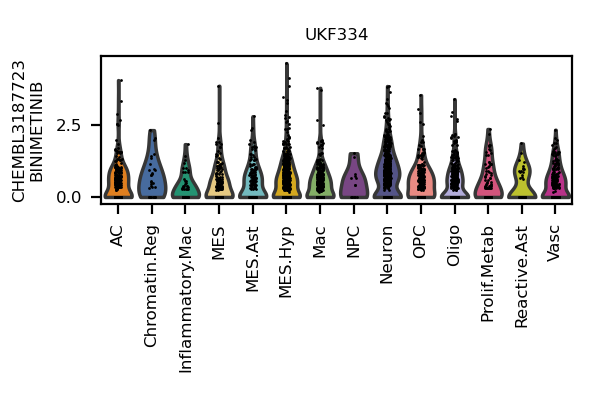 UKF334
CHEMBL3187723
BINIMETINIB
2.5
0.0
AC
Chromatin.Reg
Inflammatory.Mac
MES
MES.Ast
MES.Hyp
Mac
NPC
Neuron
OPC
Oligo
Prolif.Metab
Reactive.Ast
Vasc